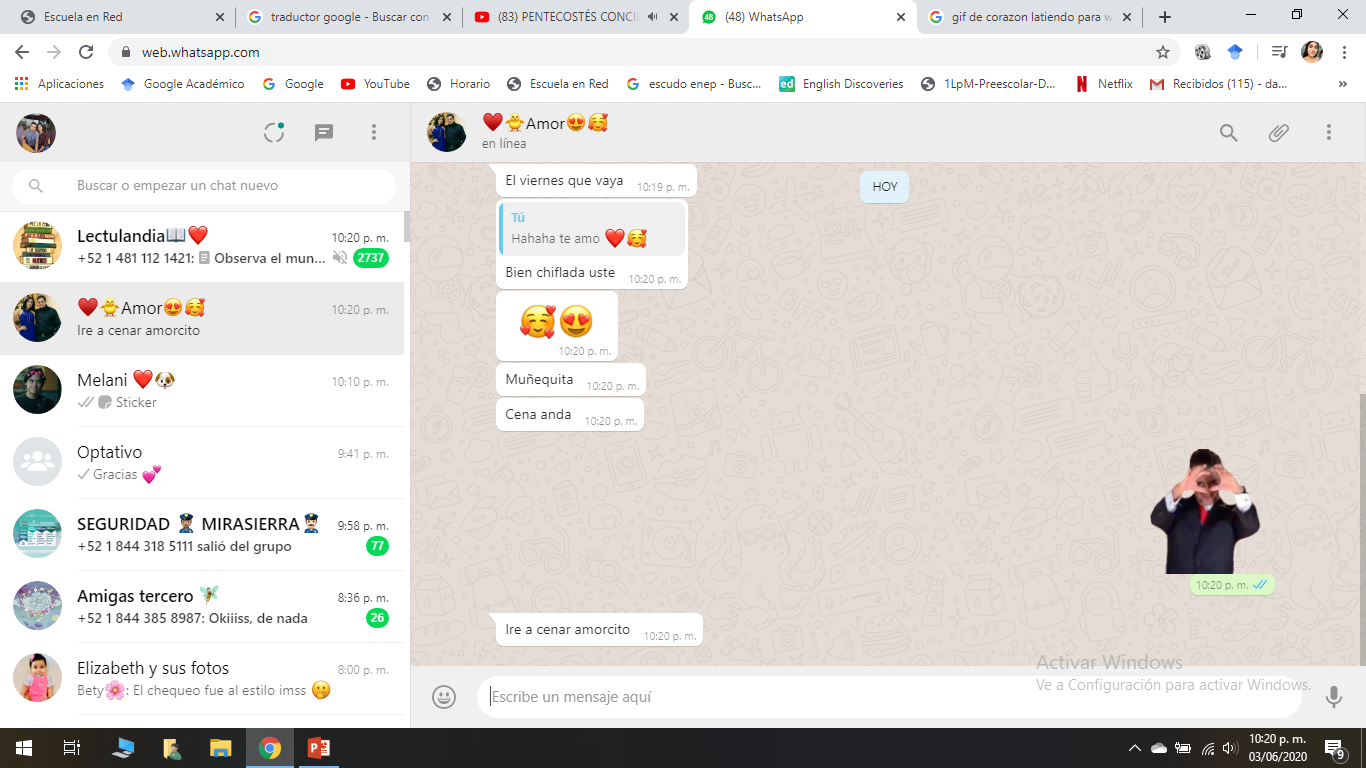 Escuela en Red
traductor google - Buscar con
(83) PENTECOSTÉS CONCIE
48
(48) WhatsApp
gif de corazon latiendo para w
web.whatsapp.com
Aplicaciones
Google Académico
Google
YouTube
Horario
Escuela en Red
escudo enep - Busc...
ed
English Discoveries
1LpM-Preescolar-D...
Netflix
Recibidos (115) - da...
»
Buscar o empezar un chat nuevo
Lectulandia📖❤️
10:20 p. m.
+52 1 481 112 1421: Observa el mun...
2737
❤️🐥Amor😍🥰
10:20 p. m.
Ire a cenar amorcito
Melani ❤️🐶
10:10 p. m.
Sticker
Optativo
9:41 p. m.
Gracias 💕
SEGURIDAD 👮🏽 MIRASIERRA👮🏻
9:58 p. m.
+52 1 844 318 5111 salió del grupo
77
Amigas tercero 🧚
8:36 p. m.
+52 1 844 385 8987: Okiiiss, de nada
26
Elizabeth y sus fotos
8:00 p. m.
Bety🌸: El chequeo fue al estilo imss 🤭
❤️🐥Amor😍🥰
en línea
HOY
El viernes que vaya
10:19 p. m.
Tú
Hahaha te amo ❤️🥰
Bien chiflada uste
10:20 p. m.
🥰😍
10:20 p. m.
Muñequita
10:20 p. m.
Cena anda
10:20 p. m.
10:20 p. m.
Ire a cenar amorcito
10:20 p. m.
Activar Windows
Ve a Configuración para activar Windows.
Escribe un mensaje aquí
10:20 p. m.
03/06/2020
9